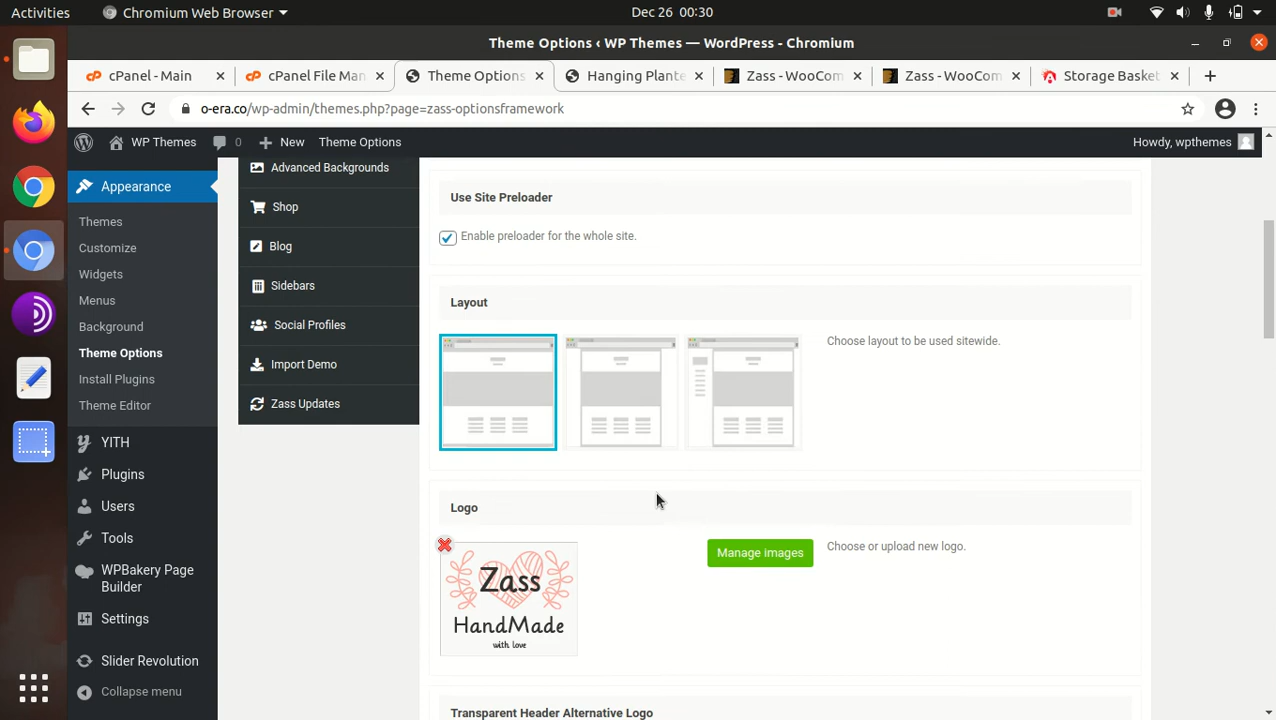 Activities
Chromium Web Browser
Dec 26 00:30
Theme Options ‹ WP Themes — WordPress - Chromium
cPanel - Main
cPanel File Man
Theme Options
Hanging Plante
Zass - WooCom
Zass - WooCom
Storage Basket
o-era.co/wp-admin/themes.php?page=zass-optionsframework
WP Themes
0
New
Theme Options
Howdy, wpthemes
Appearance
Themes
Customize
Widgets
Menus
Background
Theme Options
Install Plugins
Theme Editor
YITH
Plugins
Users
Tools
WPBakery Page
Builder
Settings
Slider Revolution
Collapse menu
Advanced Backgrounds
Shop
Blog
Sidebars
Social Profiles
Import Demo
Zass Updates
Use Site Preloader
Enable preloader for the whole site.
Layout
Choose layout to be used sitewide.
Logo
Zass
HandMade
with love
Manage images
Choose or upload new logo.
Transparent Header Alternative Logo